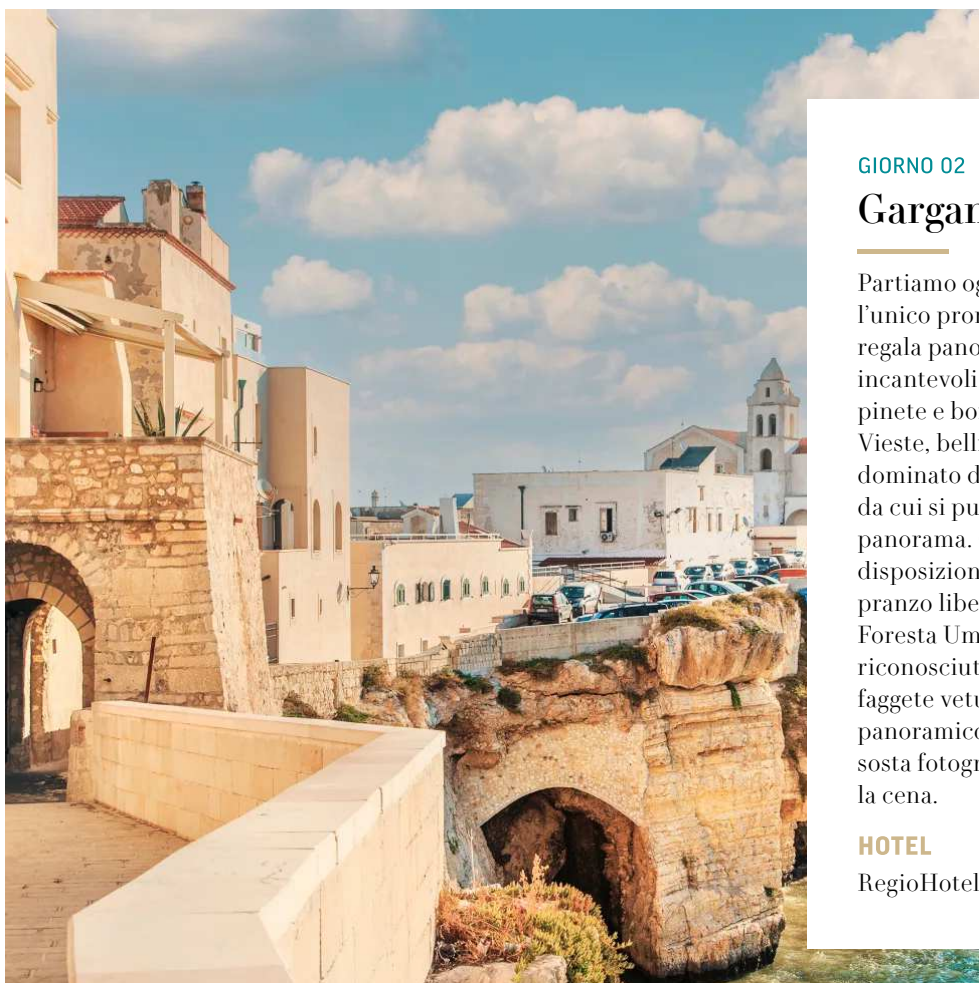 GIORNO 02
Gargan
Partiamo og
l’unico pron
regala pano
incantevoli
pinete e bo
Vieste, bell
dominato d
da cui si pu
panorama.
disposizion
pranzo libe
Foresta Um
riconosciut
faggete vetu
panoramico
sosta fotogr
la cena.
HOTEL
RegioHotel